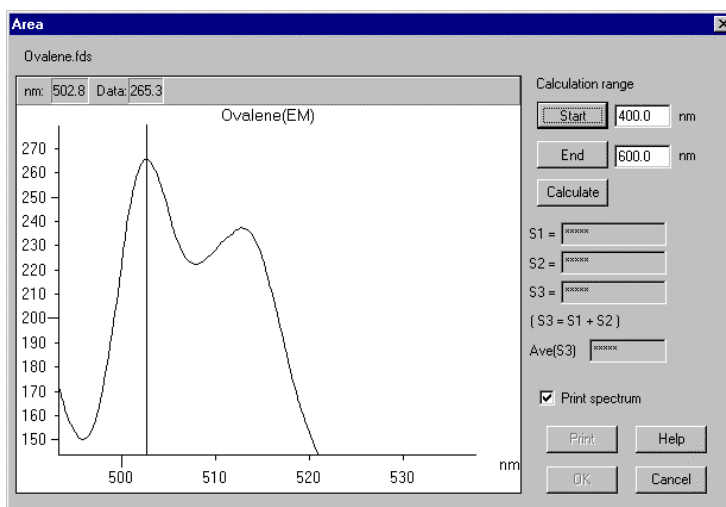 Area
Ovalene.fds
nm: 502.8 Data: 265.3
Ovalene(EM)
270
260
250
240
230
220
210
200
190
180
170
160
150
500 510 520 530 nm
Calculation range
Start 400.0 nm
End 600.0 nm
Calculate
S1 = *****
S2 = *****
S3 = *****
( S3 = S1 + S2 )
Ave(S3) *****
Print spectrum
Print Help
OK Cancel